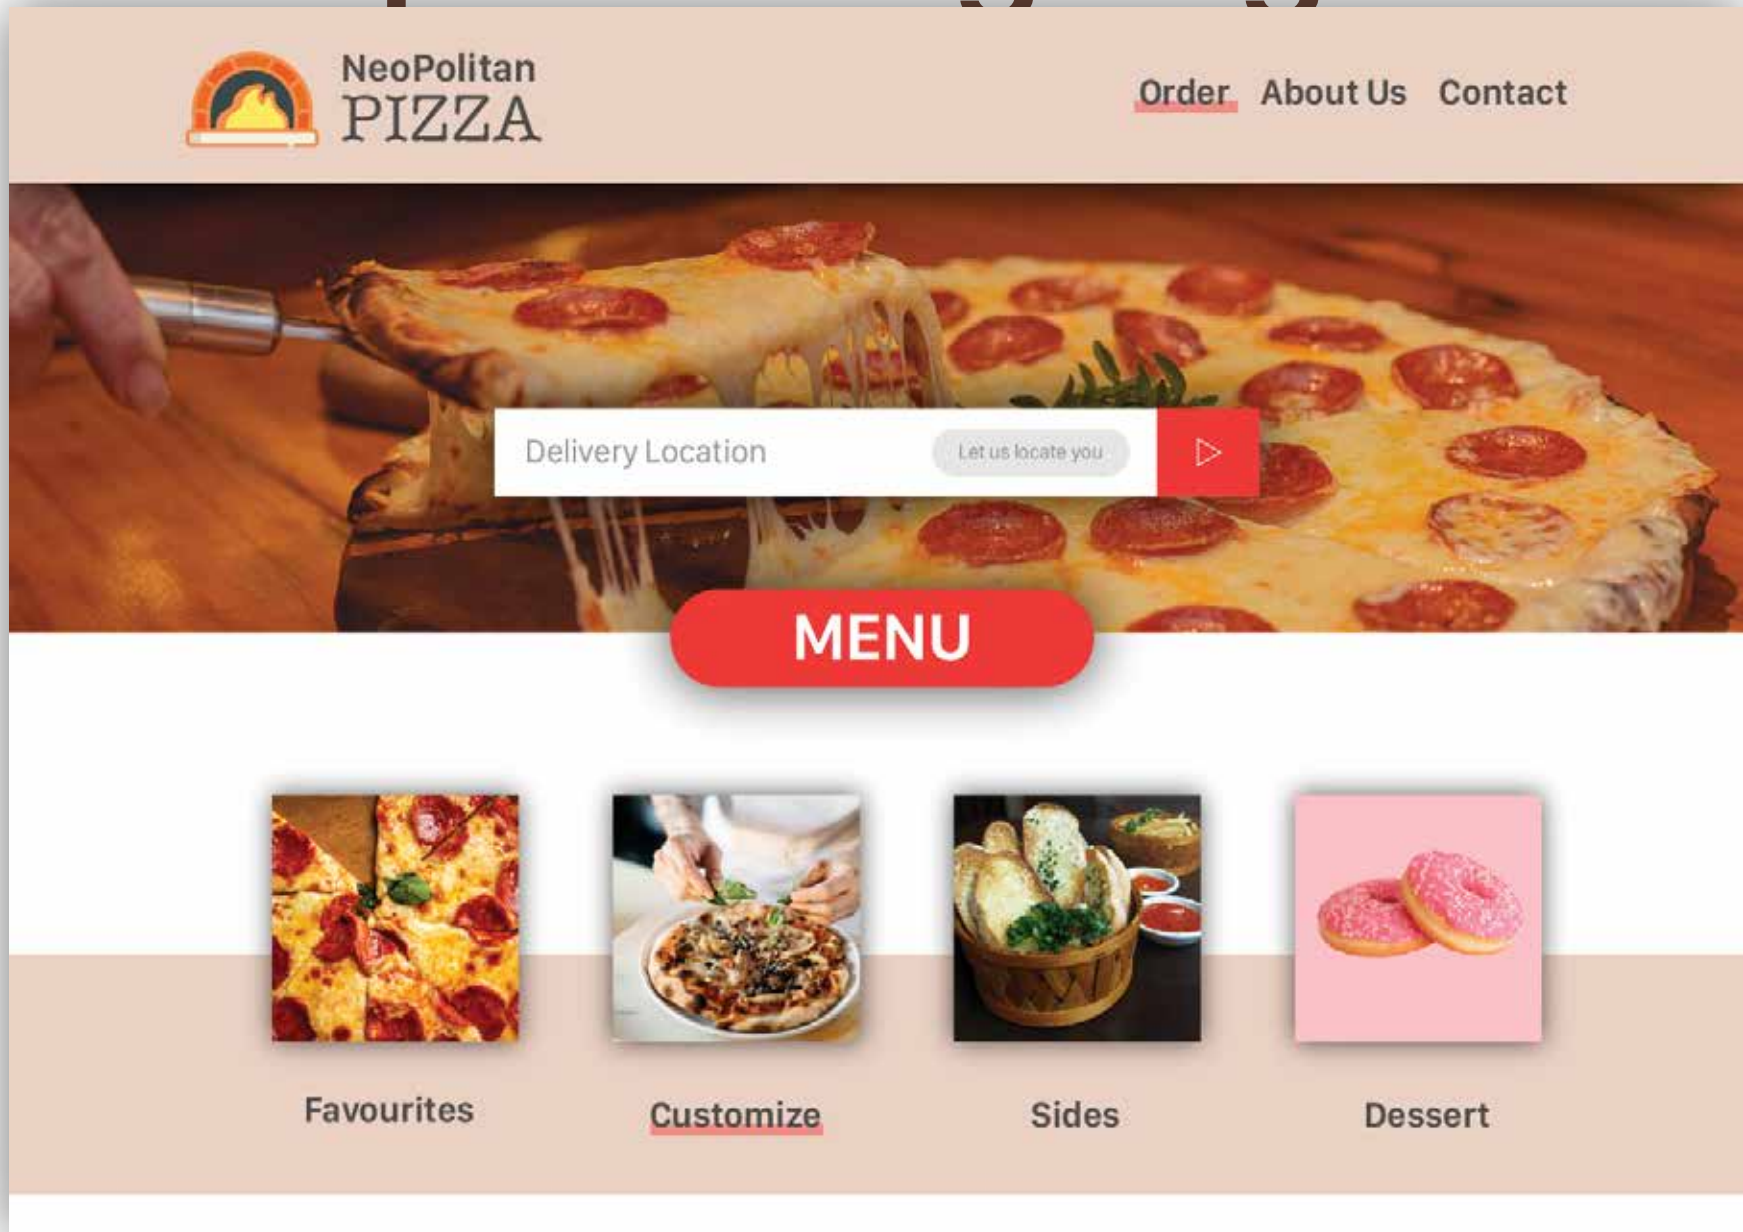 NeoPolitan
PIZZA
Order About Us Contact
Delivery Location
Let us locate you
MENU
Favourites
Customize
Sides
Dessert